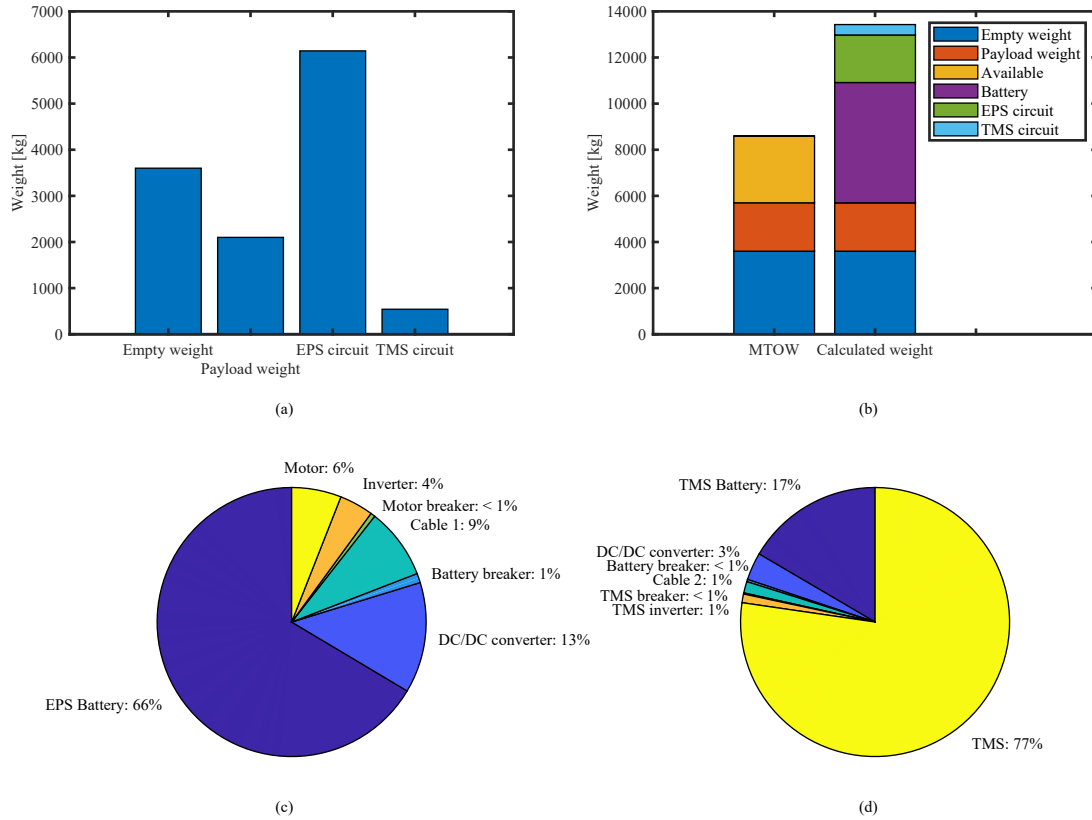 7000
6000
5000
4000
3000
2000
1000
0
Weight [kg]
Empty weight
Payload weight
EPS circuit
TMS circuit
(a)
14000
12000
10000
8000
6000
4000
2000
0
Weight [kg]
MTOW
Calculated weight
Empty weight
Payload weight
Available
Battery
EPS circuit
TMS circuit
(b)
Motor: 6%
Inverter: 4%
Motor breaker: < 1%
Cable 1: 9%
Battery breaker: 1%
DC/DC converter: 13%
EPS Battery: 66%
(c)
TMS Battery: 17%
DC/DC converter: 3%
Battery breaker: < 1%
Cable 2: 1%
TMS breaker: < 1%
TMS inverter: 1%
TMS: 77%
(d)